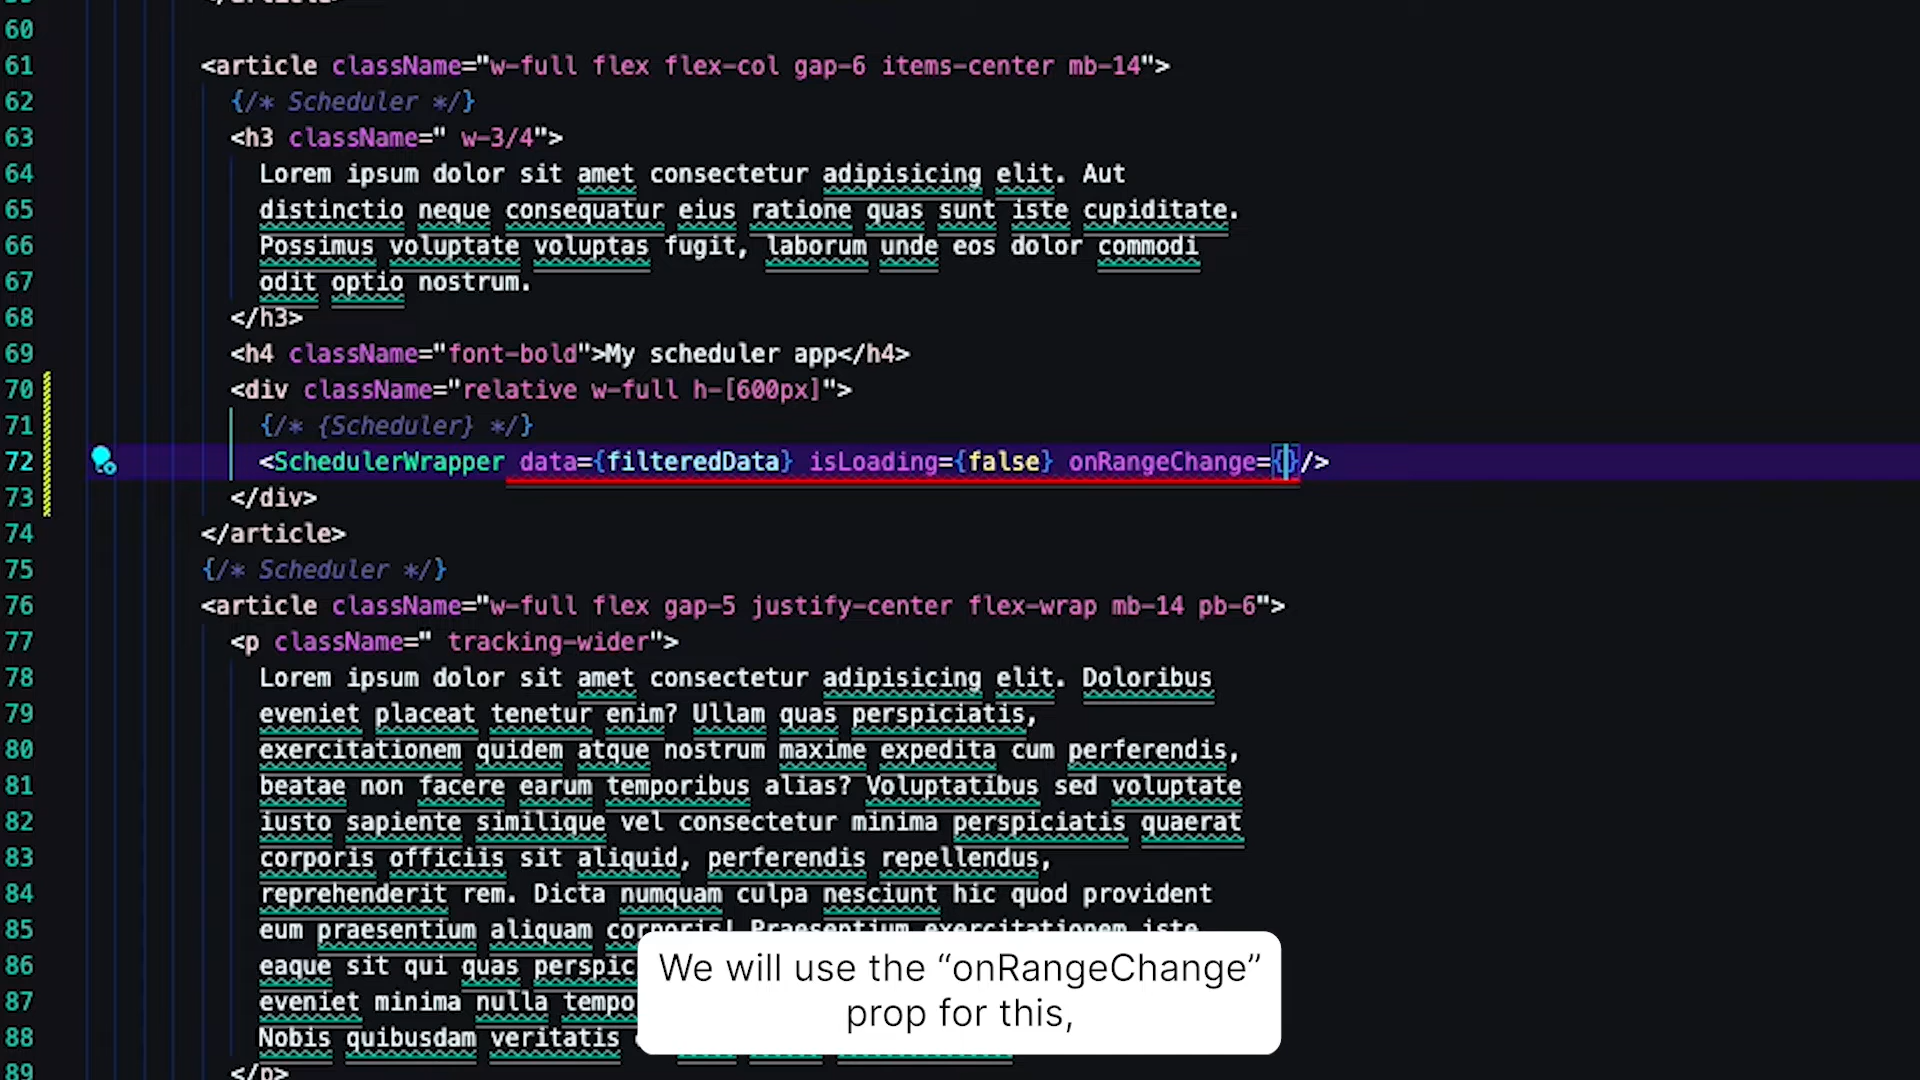 60
61 <article className="w-full flex flex-col gap-6 items-center mb-14">
62 {/* Scheduler */}
63 <h3 className=" w-3/4">
64 Lorem ipsum dolor sit amet consectetur adipisicing elit. Aut
65 distinctio neque consequatur eius ratione quas sunt iste cupiditate.
66 Possimus voluptate voluptas fugit, laborum unde eos dolor commodi
67 odit optio nostrum.
68 </h3>
69 <h4 className="font-bold">My scheduler app</h4>
70 <div className="relative w-full h-[600px]">
71 {/* {Scheduler} */}
72 <SchedulerWrapper data={filteredData} isLoading={false} onRangeChange={}/>
73 </div>
74 </article>
75 {/* Scheduler */}
76 <article className="w-full flex gap-5 justify-center flex-wrap mb-14 pb-6">
77 <p className=" tracking-wider">
78 Lorem ipsum dolor sit amet consectetur adipisicing elit. Doloribus
79 eveniet placeat tenetur enim? Ullam quas perspiciatis,
80 exercitationem quidem atque nostrum maxime expedita cum perferendis,
81 beatae non facere earum temporibus alias? Voluptatibus sed voluptate
82 iusto sapiente similique vel consectetur minima perspiciatis quaerat
83 corporis officiis sit aliquid, perferendis repellendus,
84 reprehenderit rem. Dicta numquam culpa nesciunt hic quod provident
85 eum praesentium aliquam corporis! Praesentium exercitationem iste
86 eaque sit qui quas perspic
87 eveniet minima nulla tempo
88 Nobis quibusdam veritatis
89 </p>
We will use the “onRangeChange”
prop for this,